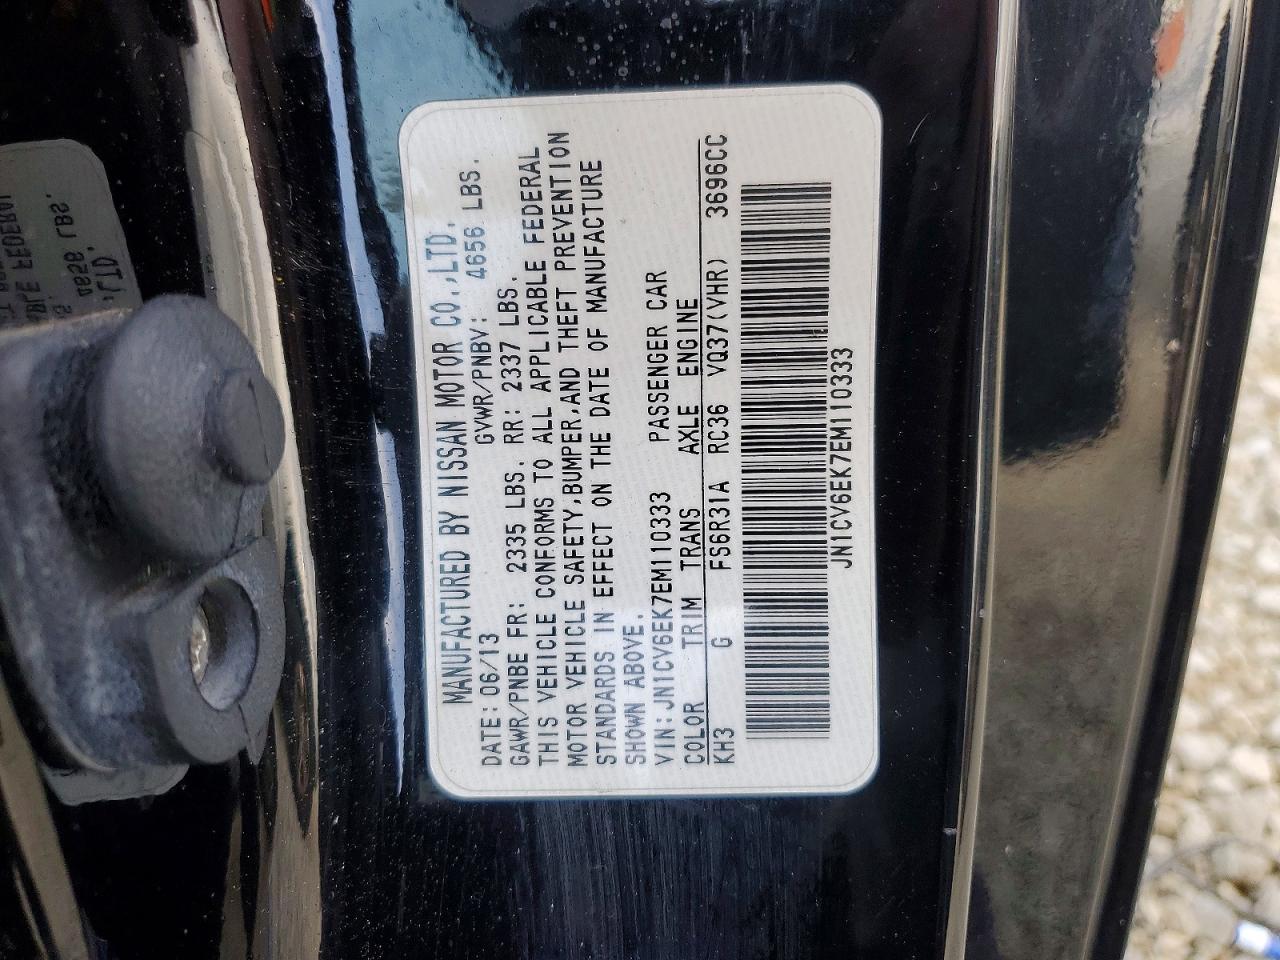 MANUFACTURED BY NISSAN MOTOR CO.,LTD.
DATE: 06/13 GVWR/PNBV: 4656 LBS.
GAWR/PNBE FR: 2335 LBS. RR: 2337 LBS.
THIS VEHICLE CONFORMS TO ALL APPLICABLE FEDERAL
MOTOR VEHICLE SAFETY,BUMPER,AND THEFT PREVENTION
STANDARDS IN EFFECT ON THE DATE OF MANUFACTURE
SHOWN ABOVE.
VIN:JN1CV6EK7EM110333 PASSENGER CAR
COLOR TRIM TRANS AXLE ENGINE
KH3 G FS6R31A RC36 VQ37(VHR) 3696CC
JN1CV6EK7EM110333